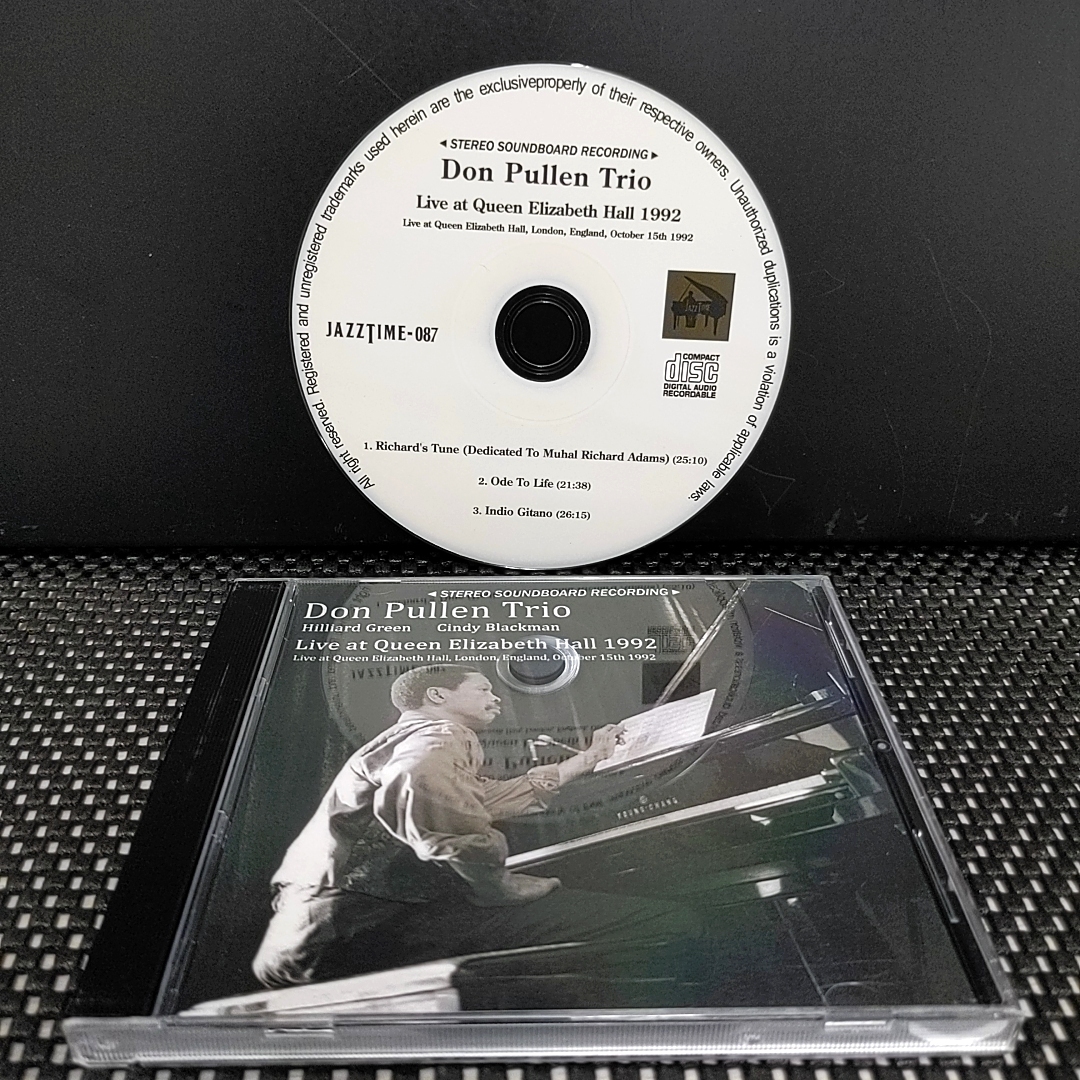 All right reserved. Registered and unregistered trademarks used herein are the exclusiveproperly of their respective owners. Unauthorized duplications is a violation of applicable laws.
◄ STEREO SOUNDBOARD RECORDING ►
Don Pullen Trio
Live at Queen Elizabeth Hall 1992
Live at Queen Elizabeth Hall, London, England, October 15th 1992
JAZZTIME
JAZZTIME-087
COMPACT
disc
DIGITAL AUDIO
RECORDABLE
1. Richard's Tune (Dedicated To Muhal Richard Adams) (25:10)
2. Ode To Life (21:38)
3. Indio Gitano (26:15)
◄ STEREO SOUNDBOARD RECORDING ►
Don Pullen Trio
Hilliard Green Cindy Blackman
Live at Queen Elizabeth Hall 1992
Live at Queen Elizabeth Hall, London, England, October 15th 1992
YOUNG CHANG